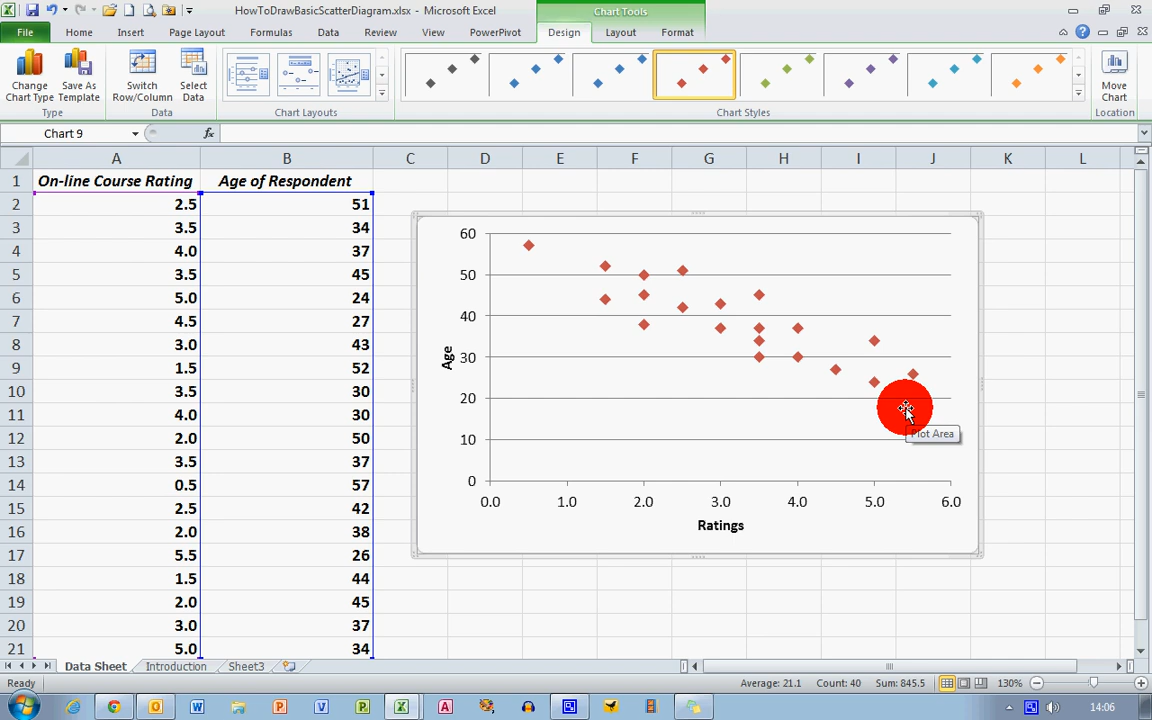 HowToDrawBasicScatterDiagram.xlsx - Microsoft Excel
Chart Tools
File Home Insert Page Layout Formulas Data Review View PowerPivot Design Layout Format
Change Chart Type
Save As Template
Switch Row/Column
Select Data
Move Chart
Type Data Chart Layouts Chart Styles Location
Chart 9 fx
A B C D E F G H I J K L
1 On-line Course Rating Age of Respondent
2 2.5 51
3 3.5 34
4 4.0 37
5 3.5 45
6 5.0 24
7 4.5 27
8 3.0 43
9 1.5 52
10 3.5 30
11 4.0 30
12 2.0 50
13 3.5 37
14 0.5 57
15 2.5 42
16 2.0 38
17 5.5 26
18 1.5 44
19 2.0 45
20 3.0 37
21 5.0 34
60
50
40
30
20
10
0
Age
0.0 1.0 2.0 3.0 4.0 5.0 6.0
Ratings
Plot Area
Data Sheet Introduction Sheet3
Ready Average: 21.1 Count: 40 Sum: 845.5 130%
14:06